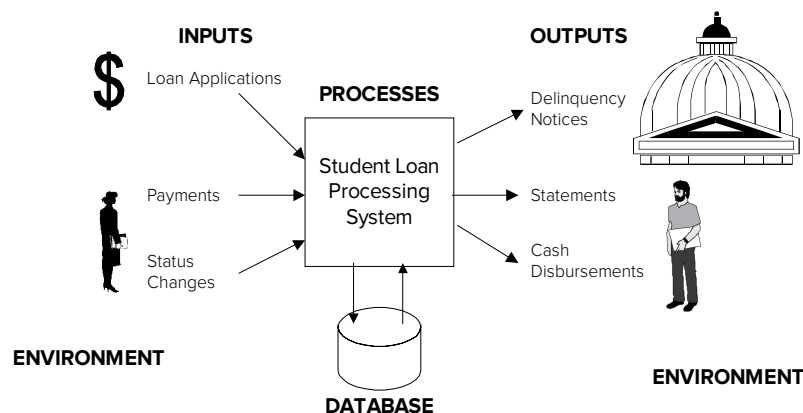 INPUTS
OUTPUTS
$
Loan Applications
PROCESSES
Delinquency
Notices
Student Loan
Processing
System
Payments
Statements
Status
Changes
Cash
Disbursements
ENVIRONMENT
ENVIRONMENT
DATABASE